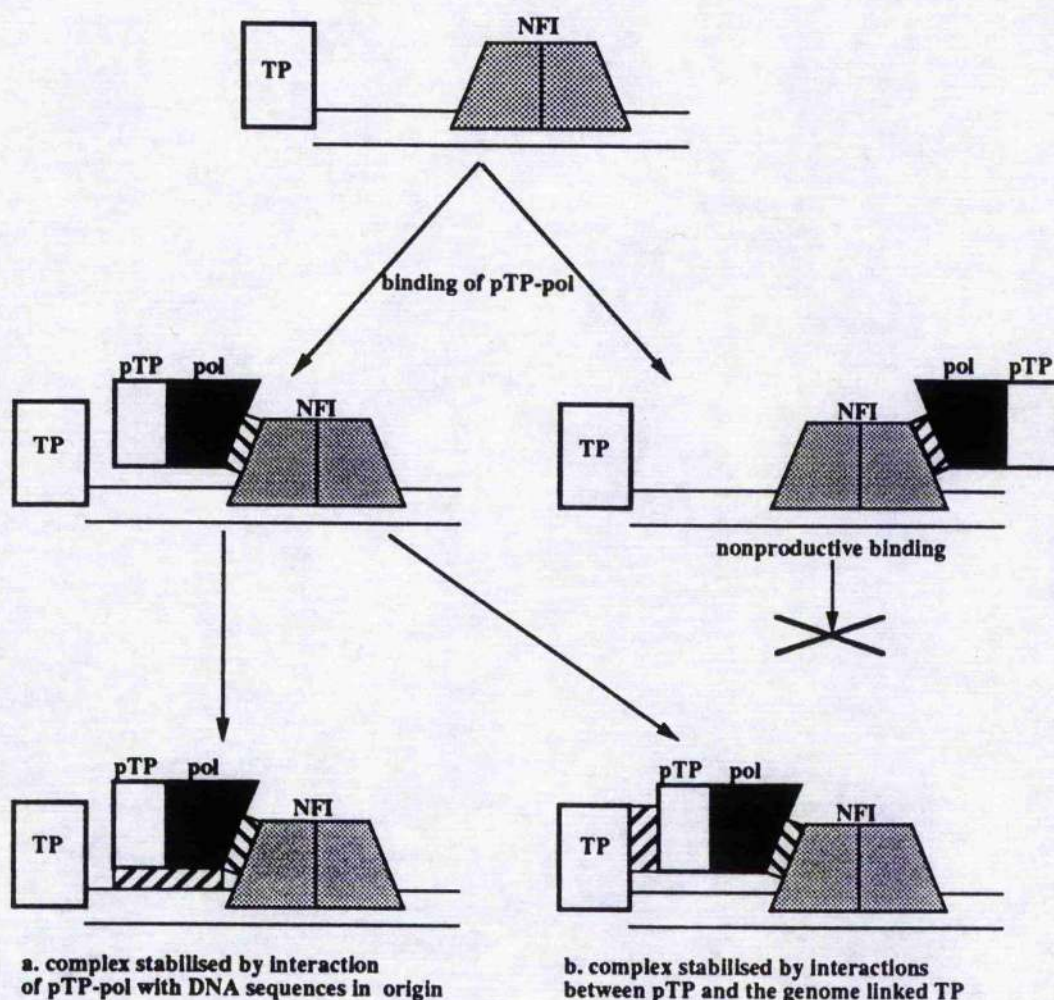 NFI
TP
binding of pTP-pol
pTP pol
NFI
TP
pol pTP
NFI
TP
nonproductive binding
pTP pol
NFI
TP
pTP pol
NFI
TP
a. complex stabilised by interaction
of pTP-pol with DNA sequences in origin
b. complex stabilised by interactions
between pTP and the genome linked TP